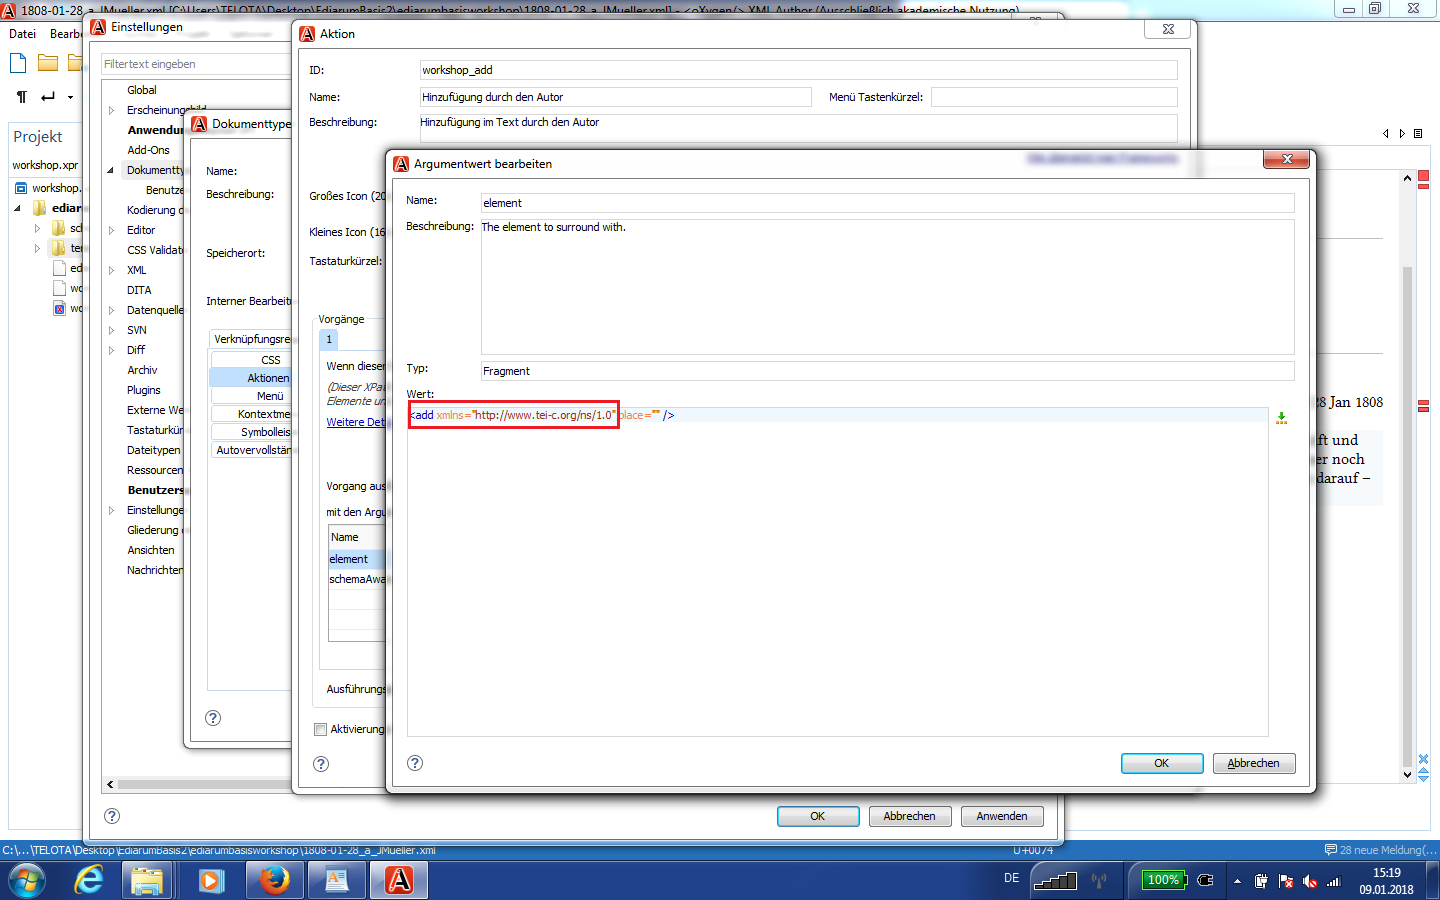 1808-01-28_a_JMueller.xml [C:\Users\TELOTA\Desktop\EdiarumBasis2\ediarumbasisworkshop\1808-01-28_a_JMueller.xml] - <oXygen/> XML Author (Ausschließlich akademische Nutzung)
Datei
Bearbe
Projekt
workshop.xpr
workshop.
ediar
sc
te
ed
wo
wo
Einstellungen
Filtertext eingeben
Global
Erscheinungsbild
Anwendu
Add-Ons
Dokumentty
Benutze
Kodierung d
Editor
CSS Validato
XML
DITA
Datenquelle
SVN
Diff
Archiv
Plugins
Externe We
Tastaturkür
Dateitypen
Ressourcen
Benutzers
Einstellunge
Gliederung
Ansichten
Nachrichten
Dokumenttype
Name:
Beschreibung:
Speicherort:
Interner Bearbeitu
Verknüpfungsre
CSS
Aktionen
Menü
Kontextme
Symbolleis
Autovervollstän
Aktion
ID:
workshop_add
Name:
Hinzufügung durch den Autor
Menü Tastenkürzel:
Beschreibung:
Hinzufügung im Text durch den Autor
Großes Icon (20
Kleines Icon (16
Tastaturkürzel:
Vorgänge
1
Wenn dieser
(Dieser XPa
Elemente un
Weitere Det
Vorgang aus
mit den Argu
Name
element
schemaAwa
Ausführungs
Aktivierung
Argumentwert bearbeiten
Name:
element
Beschreibung:
The element to surround with.
Typ:
Fragment
Wert:
<add xmlns="http://www.tei-c.org/ns/1.0" place="" />
OK
Abbrechen
28 Jan 1808
ft und
er noch
darauf –
OK
Abbrechen
Anwenden
C:\...\TELOTA\Desktop\EdiarumBasis2\ediarumbasisworkshop\1808-01-28_a_JMueller.xml
U+0074
28 neue Meldung(...
DE
100%
15:19
09.01.2018